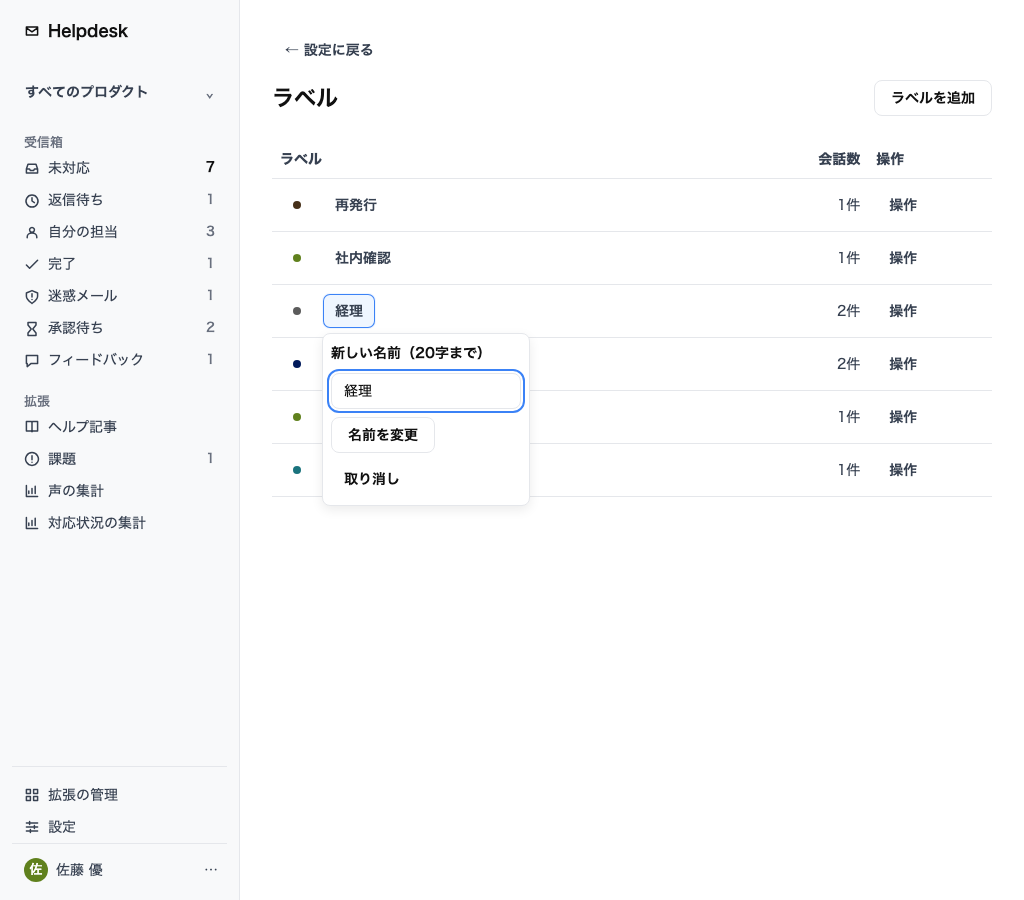 Helpdesk
すべてのプロダクト
受信箱
未対応 7
返信待ち 1
自分の担当 3
完了 1
迷惑メール 1
承認待ち 2
フィードバック 1
拡張
ヘルプ記事
課題 1
声の集計
対応状況の集計
拡張の管理
設定
佐 佐藤 優 …
← 設定に戻る
ラベル
ラベルを追加
ラベル 会話数 操作
再発行 1件 操作
社内確認 1件 操作
経理 2件 操作
2件 操作
1件 操作
1件 操作
新しい名前（20字まで）
経理
名前を変更
取り消し